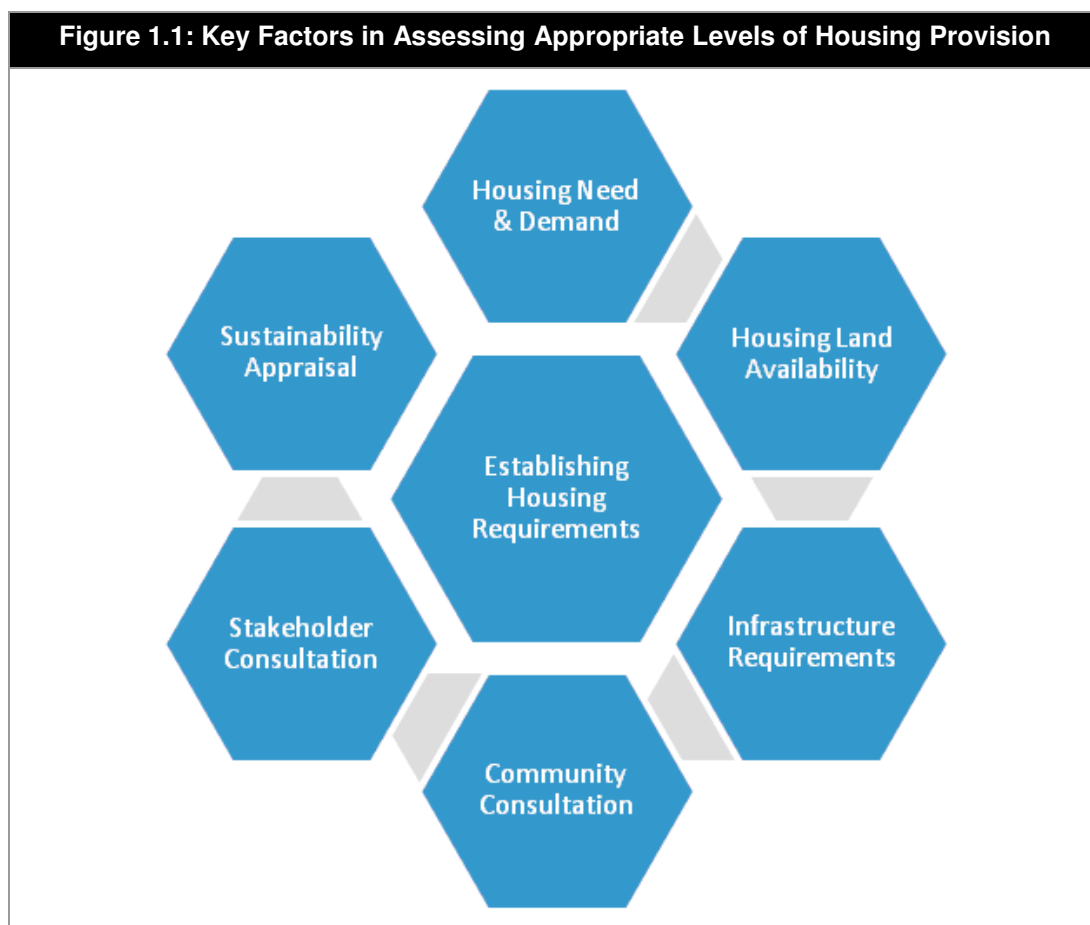 Figure 1.1: Key Factors in Assessing Appropriate Levels of Housing Provision
Housing Need
& Demand
Sustainability
Appraisal
Housing Land
Availability
Establishing
Housing
Requirements
Stakeholder
Consultation
Infrastructure
Requirements
Community
Consultation